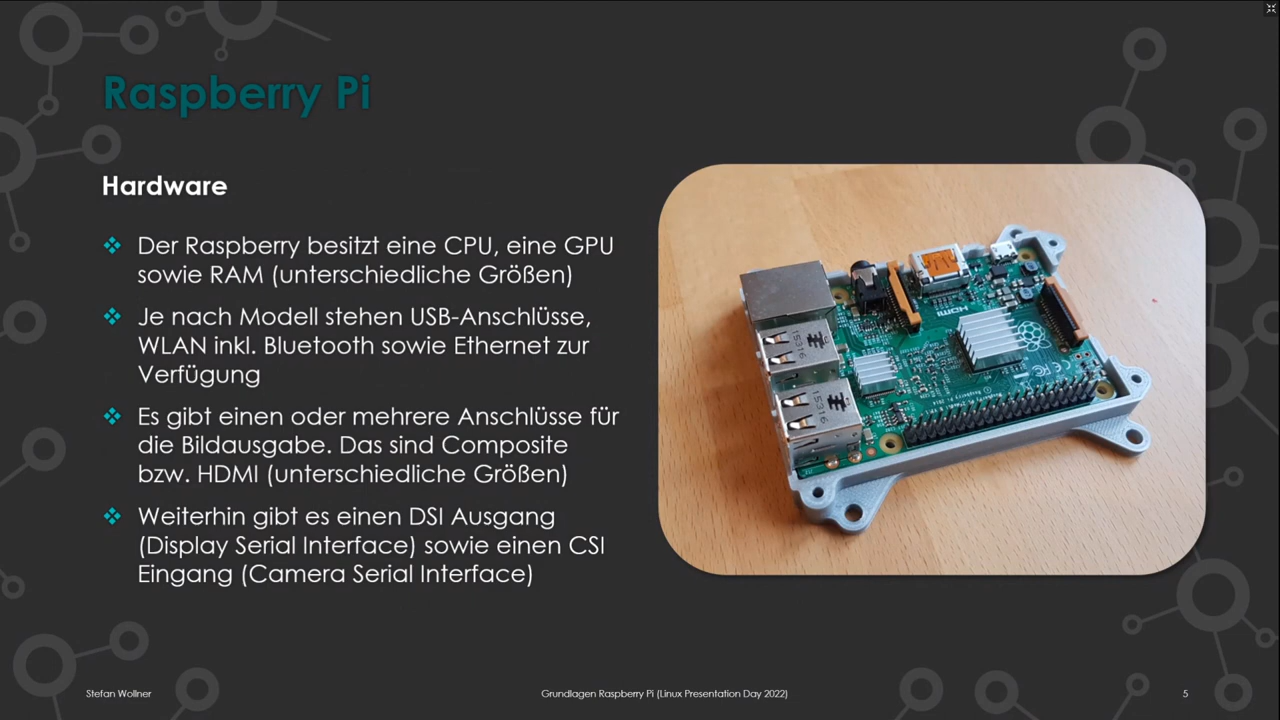 Raspberry Pi
Hardware
Der Raspberry besitzt eine CPU, eine GPU
sowie RAM (unterschiedliche Größen)
Je nach Modell stehen USB-Anschlüsse,
WLAN inkl. Bluetooth sowie Ethernet zur
Verfügung
Es gibt einen oder mehrere Anschlüsse für
die Bildausgabe. Das sind Composite
bzw. HDMI (unterschiedliche Größen)
Weiterhin gibt es einen DSI Ausgang
(Display Serial Interface) sowie einen CSI
Eingang (Camera Serial Interface)
HDMI
15316
15316
Stefan Wollner
Grundlagen Raspberry Pi (Linux Presentation Day 2022)
5